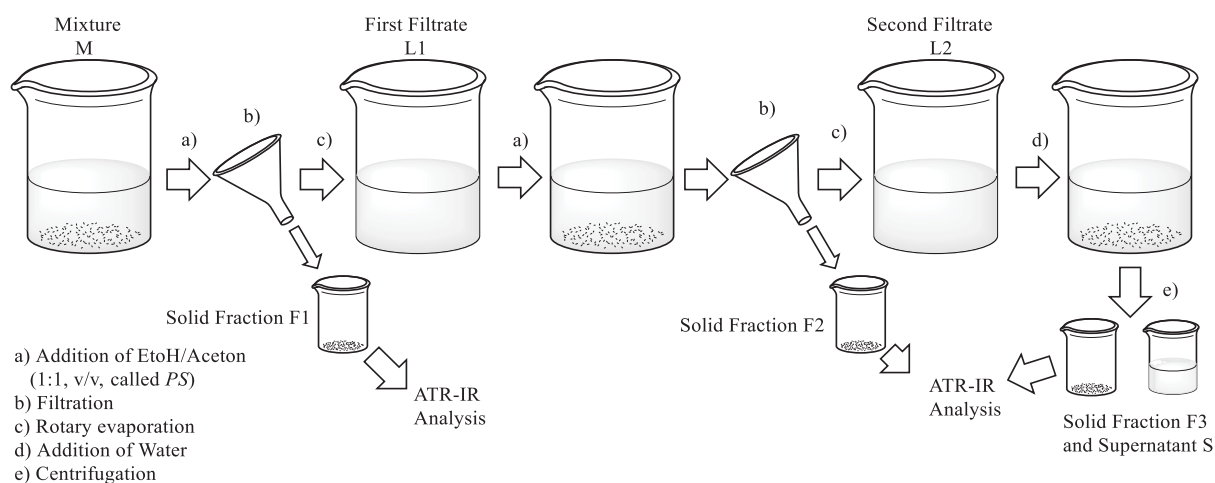 Mixture
M
First Filtrate
L1
Second Filtrate
L2
a)
b)
c)
a)
b)
c)
d)
e)
Solid Fraction F1
Solid Fraction F2
a) Addition of EtoH/Aceton
(1:1, v/v, called PS)
b) Filtration
c) Rotary evaporation
d) Addition of Water
e) Centrifugation
ATR-IR
Analysis
ATR-IR
Analysis
Solid Fraction F3
and Supernatant S